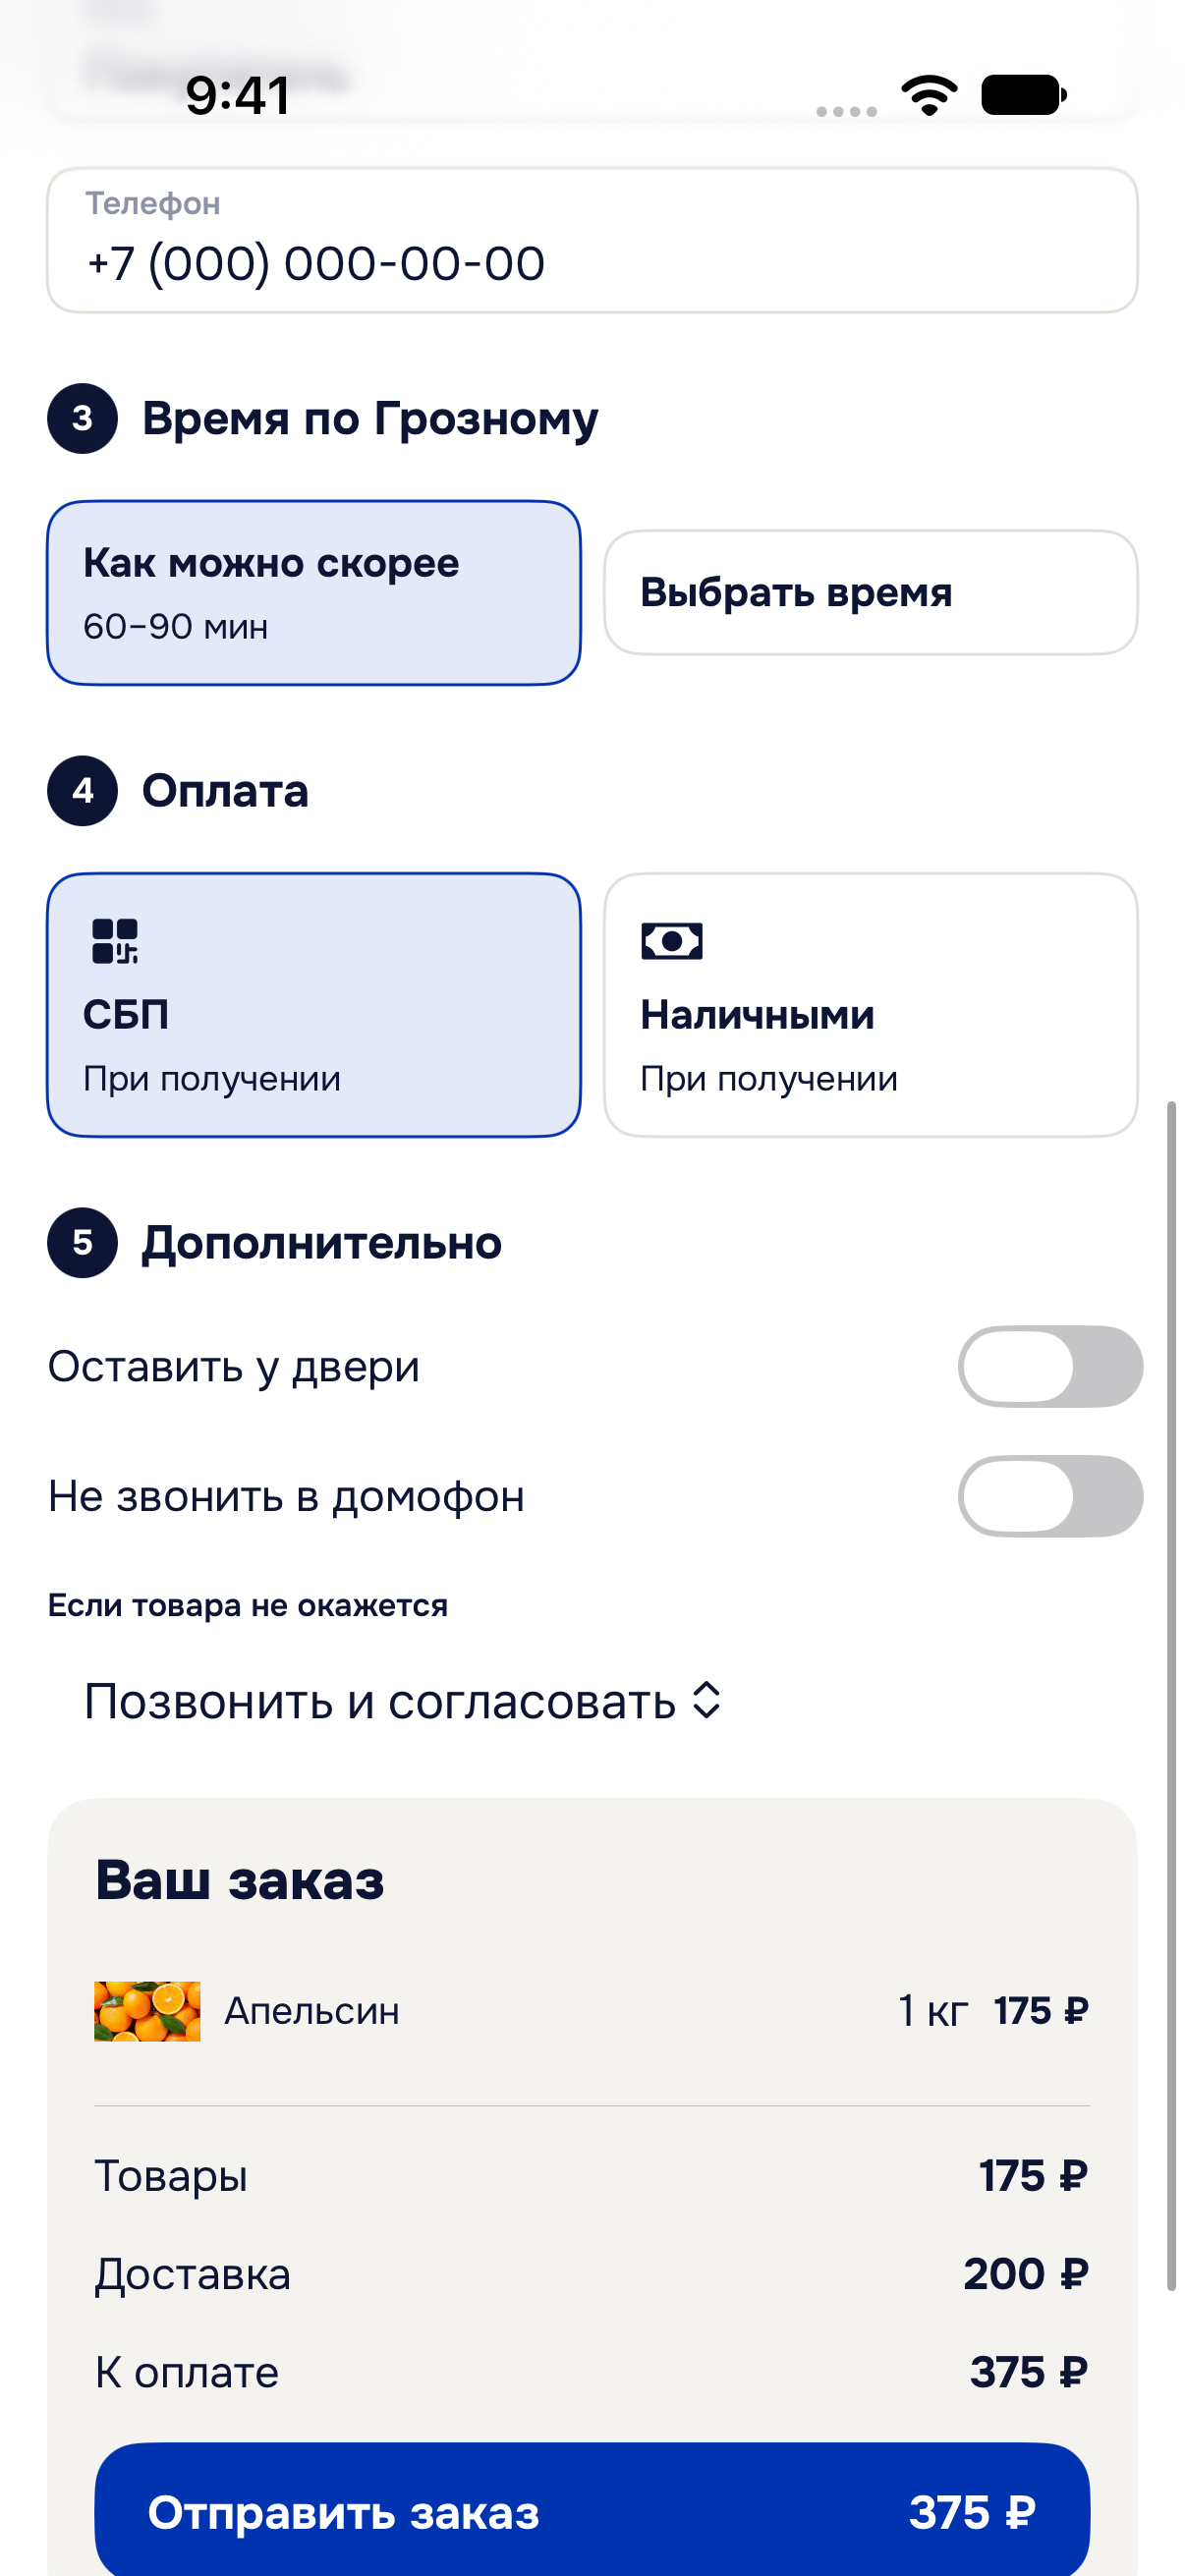 9:41
Телефон
+7 (000) 000-00-00
3 Время по Грозному
Как можно скорее
60–90 мин
Выбрать время
4 Оплата
СБП
При получении
Наличными
При получении
5 Дополнительно
Оставить у двери
Не звонить в домофон
Если товара не окажется
Позвонить и согласовать
Ваш заказ
Апельсин 1 кг 175 ₽
Товары 175 ₽
Доставка 200 ₽
К оплате 375 ₽
Отправить заказ 375 ₽